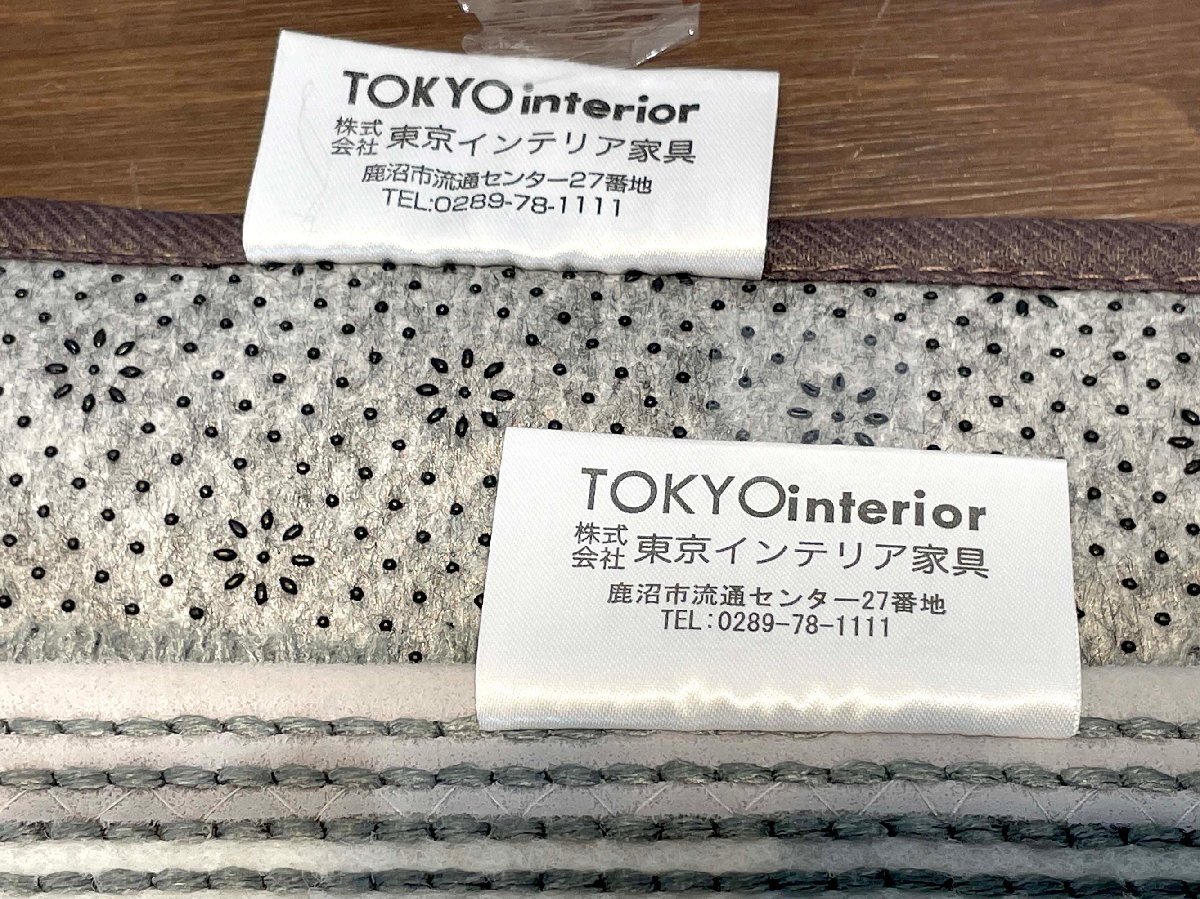 TOKYO interior
株式会社 東京インテリア家具
鹿沼市流通センター27番地
TEL:0289-78-1111
TOKYOinterior
株式会社 東京インテリア家具
鹿沼市流通センター27番地
TEL:0289-78-1111